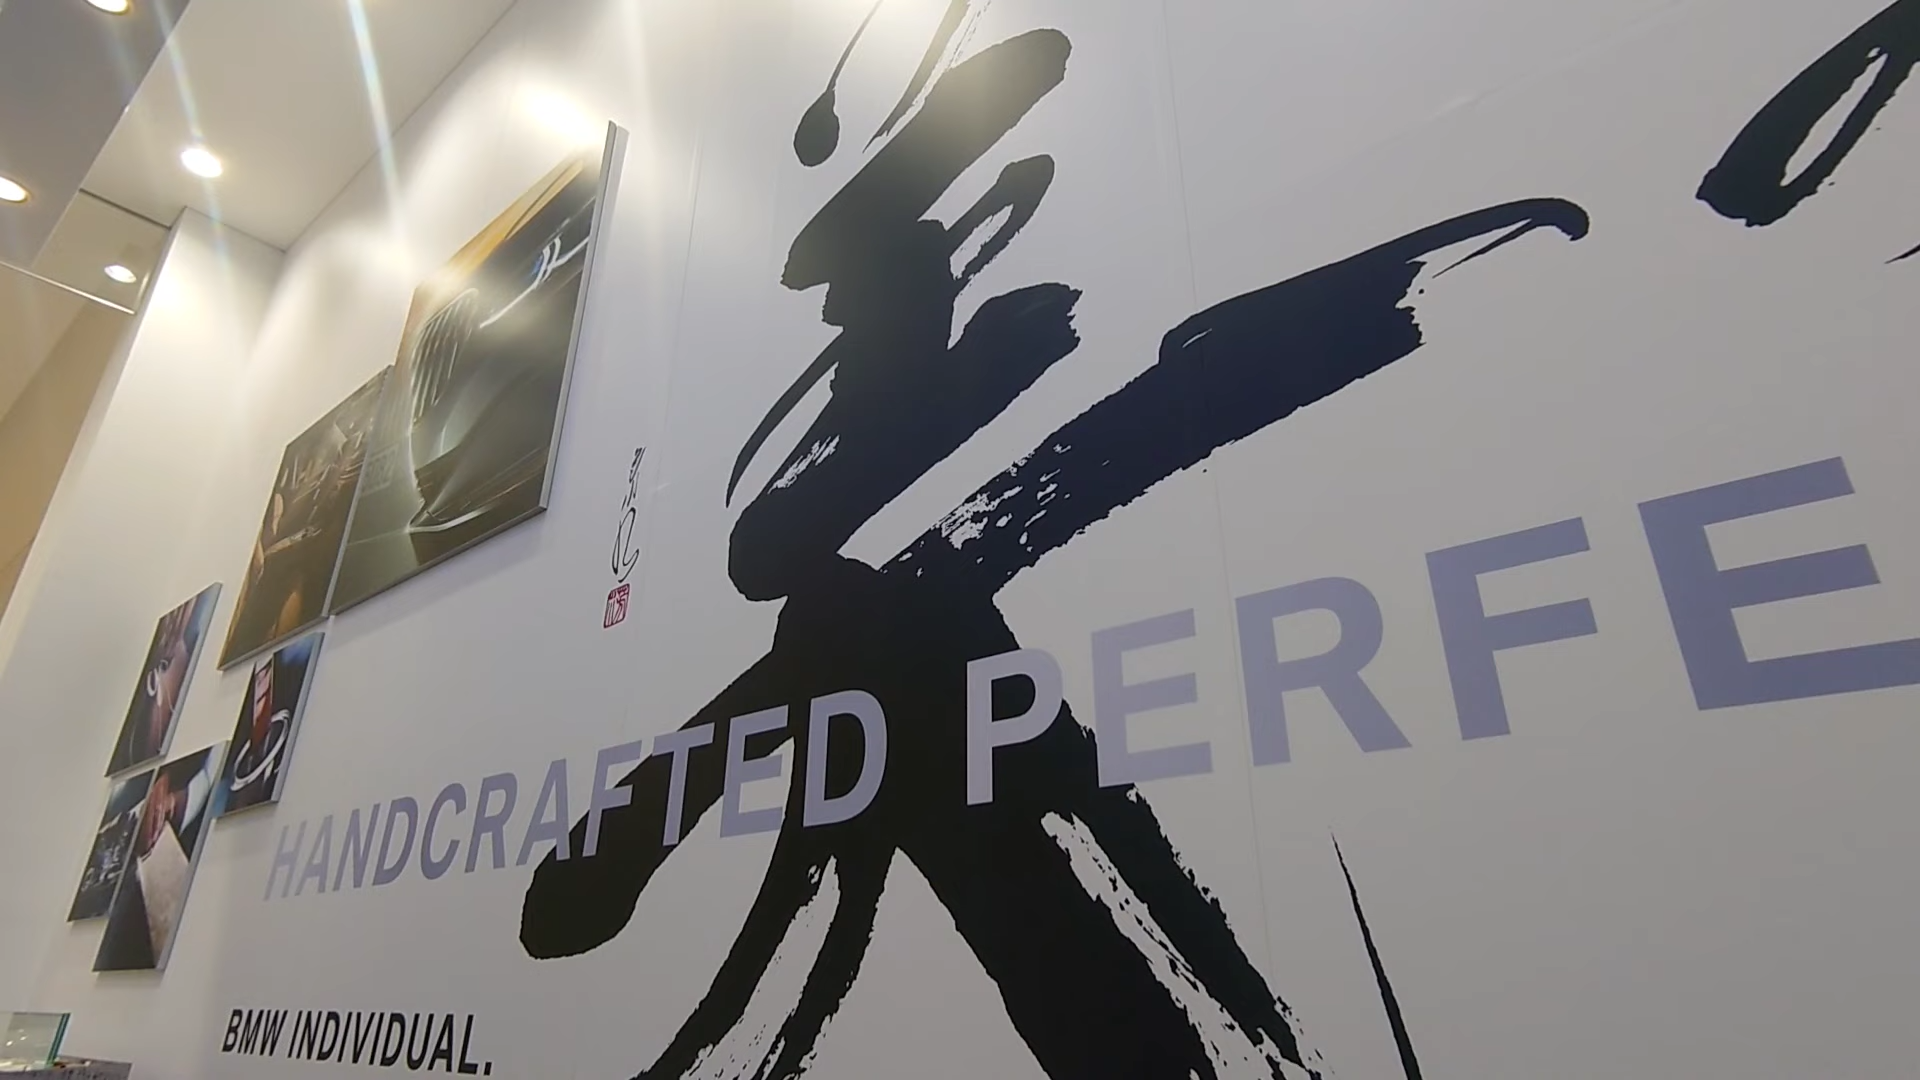 美
HANDCRAFTED PERFE
BMW INDIVIDUAL.